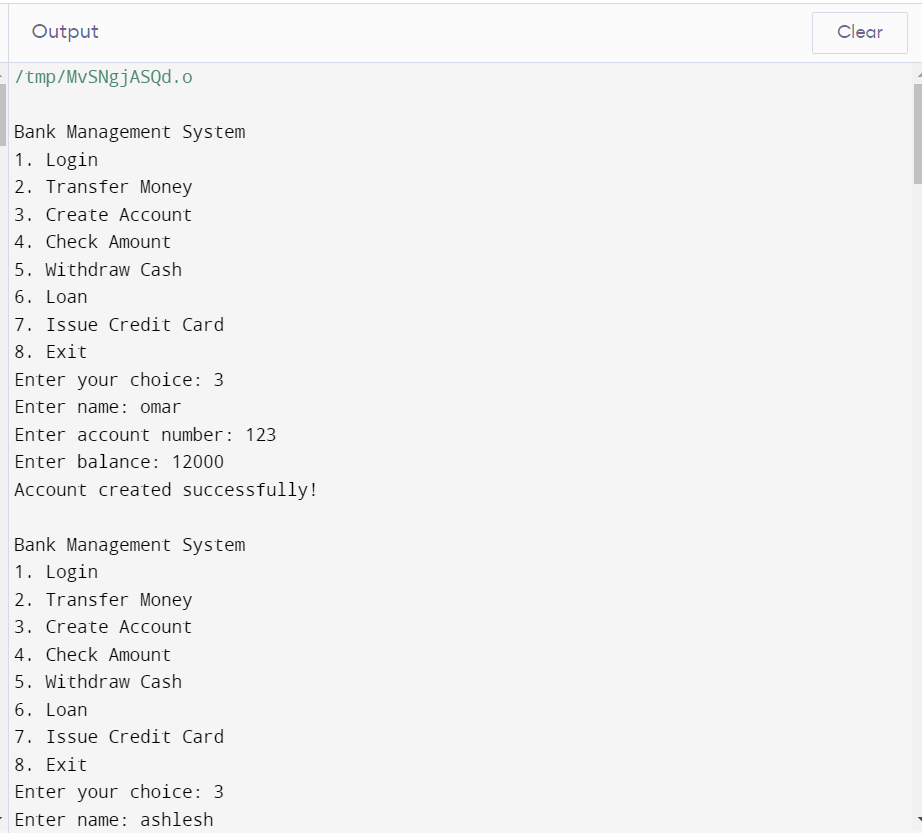 Output
Clear
/tmp/MvSNgjASQd.o
Bank Management System
1. Login
2. Transfer Money
3. Create Account
4. Check Amount
5. Withdraw Cash
6. Loan
7. Issue Credit Card
8. Exit
Enter your choice: 3
Enter name: omar
Enter account number: 123
Enter balance: 12000
Account created successfully!
Bank Management System
1. Login
2. Transfer Money
3. Create Account
4. Check Amount
5. Withdraw Cash
6. Loan
7. Issue Credit Card
8. Exit
Enter your choice: 3
Enter name: ashlesh